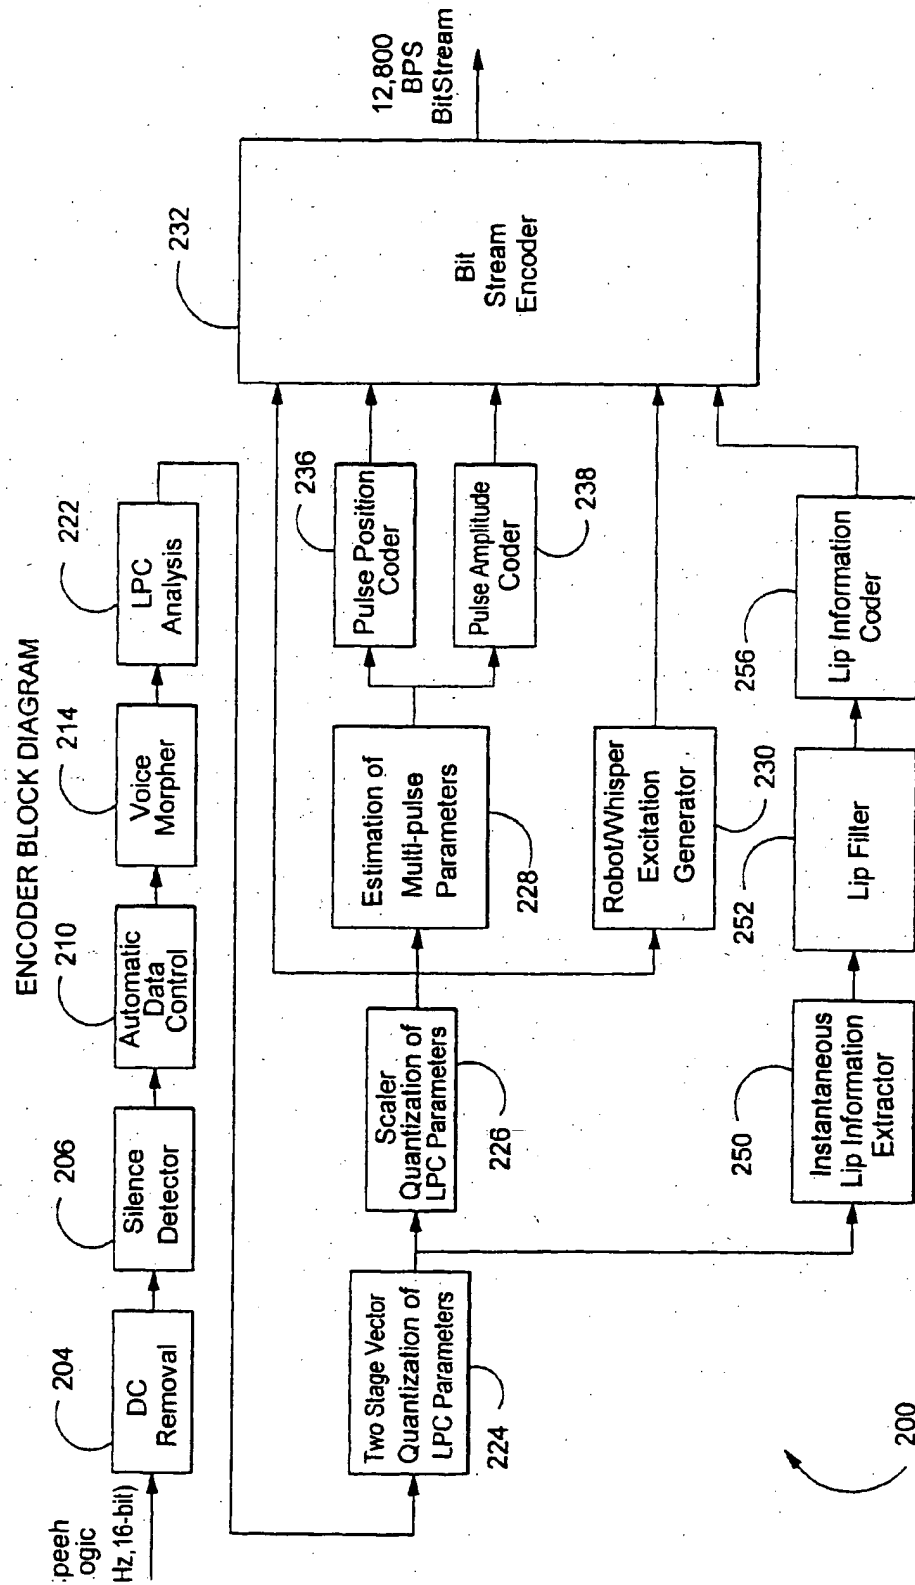 ENCODER BLOCK DIAGRAM
:peeh
.ogic
Hz,16-bit)
204
DC
Removal
206
Silence
Detector
210
Automatic
Data
Control
214
Voice
Morpher
222
LPC
Analysis
Two Stage Vector
Quantization of
LPC Parameters
224
Scaler
Quantization of
LPC Parameters
226
Estimation of
Multi-pulse
Parameters
228
236
Pulse Position
Coder
Pulse Amplitude
Coder
238
Robot/Whisper
Excitation
Generator
230
250
Instantaneous
Lip Information
Extractor
252
Lip Filter
256
Lip Information
Coder
232
Bit
Stream
Encoder
12,800
BPS
BitStream
200